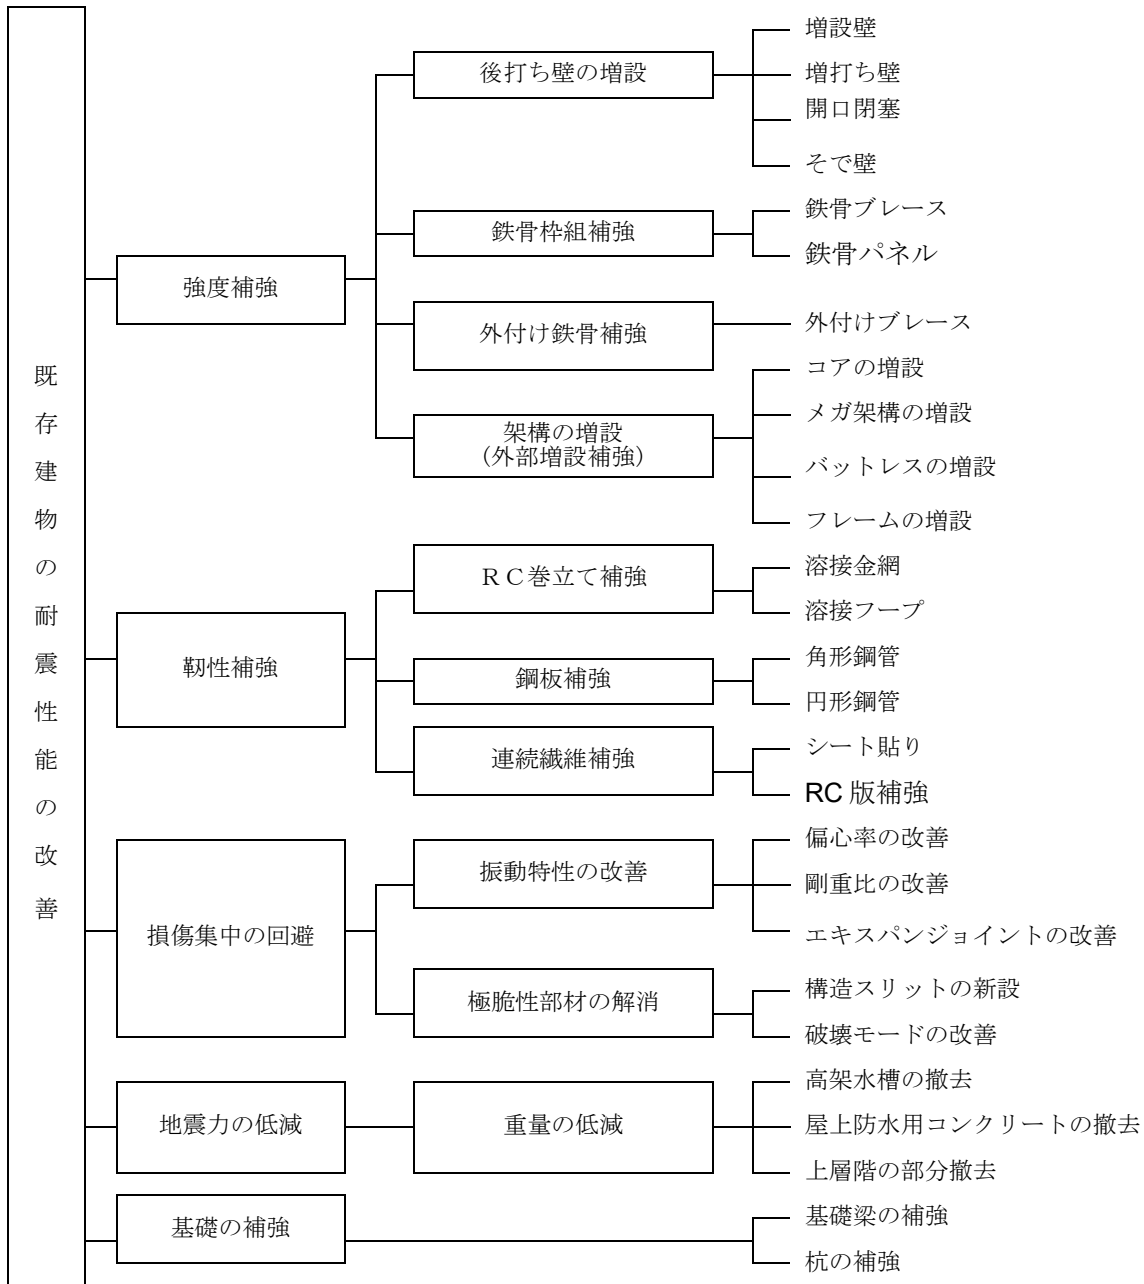 既存建物の耐震性能の改善
強度補強
後打ち壁の増設
増設壁
増打ち壁
開口閉塞
そで壁
鉄骨枠組補強
鉄骨ブレース
鉄骨パネル
外付け鉄骨補強
外付けブレース
架構の増設
(外部増設補強)
コアの増設
メガ架構の増設
バットレスの増設
フレームの増設
靭性補強
ＲＣ巻立て補強
溶接金網
溶接フープ
鋼板補強
角形鋼管
円形鋼管
連続繊維補強
シート貼り
RC 版補強
損傷集中の回避
振動特性の改善
偏心率の改善
剛重比の改善
エキスパンジョイントの改善
極脆性部材の解消
構造スリットの新設
破壊モードの改善
地震力の低減
重量の低減
高架水槽の撤去
屋上防水用コンクリートの撤去
上層階の部分撤去
基礎の補強
基礎梁の補強
杭の補強